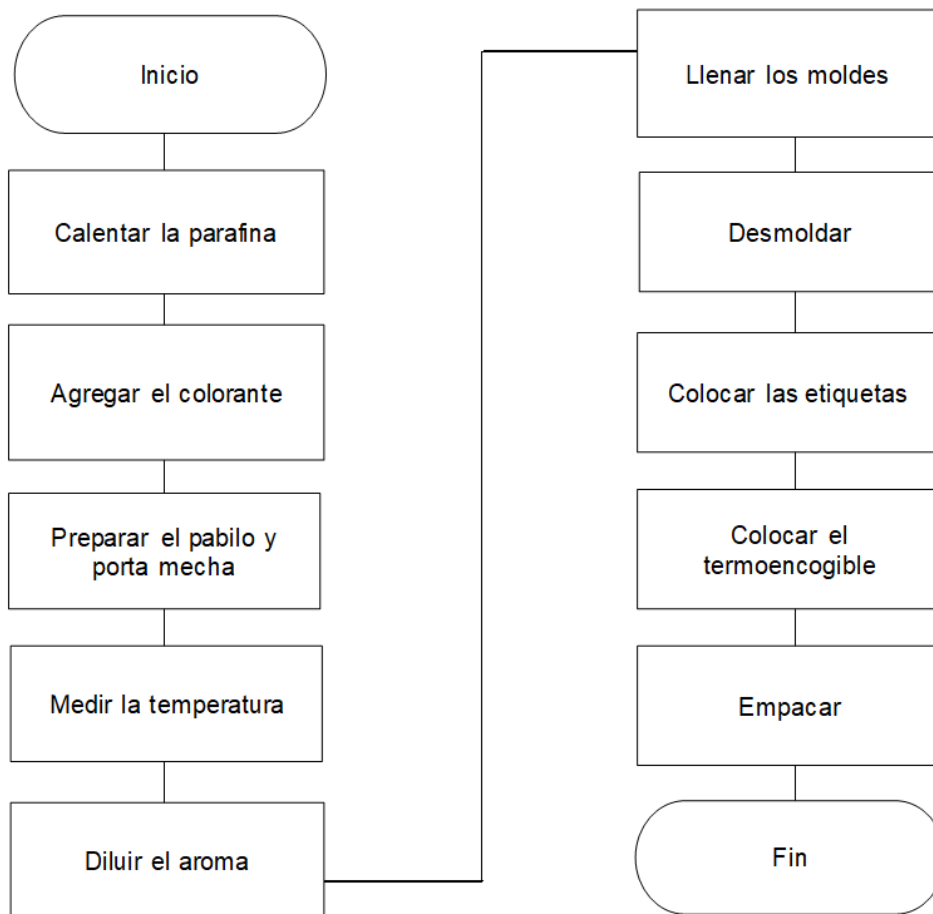 Inicio
Calentar la parafina
Agregar el colorante
Preparar el pabilo y
porta mecha
Medir la temperatura
Diluir el aroma
Llenar los moldes
Desmoldar
Colocar las etiquetas
Colocar el
termoencogible
Empacar
Fin